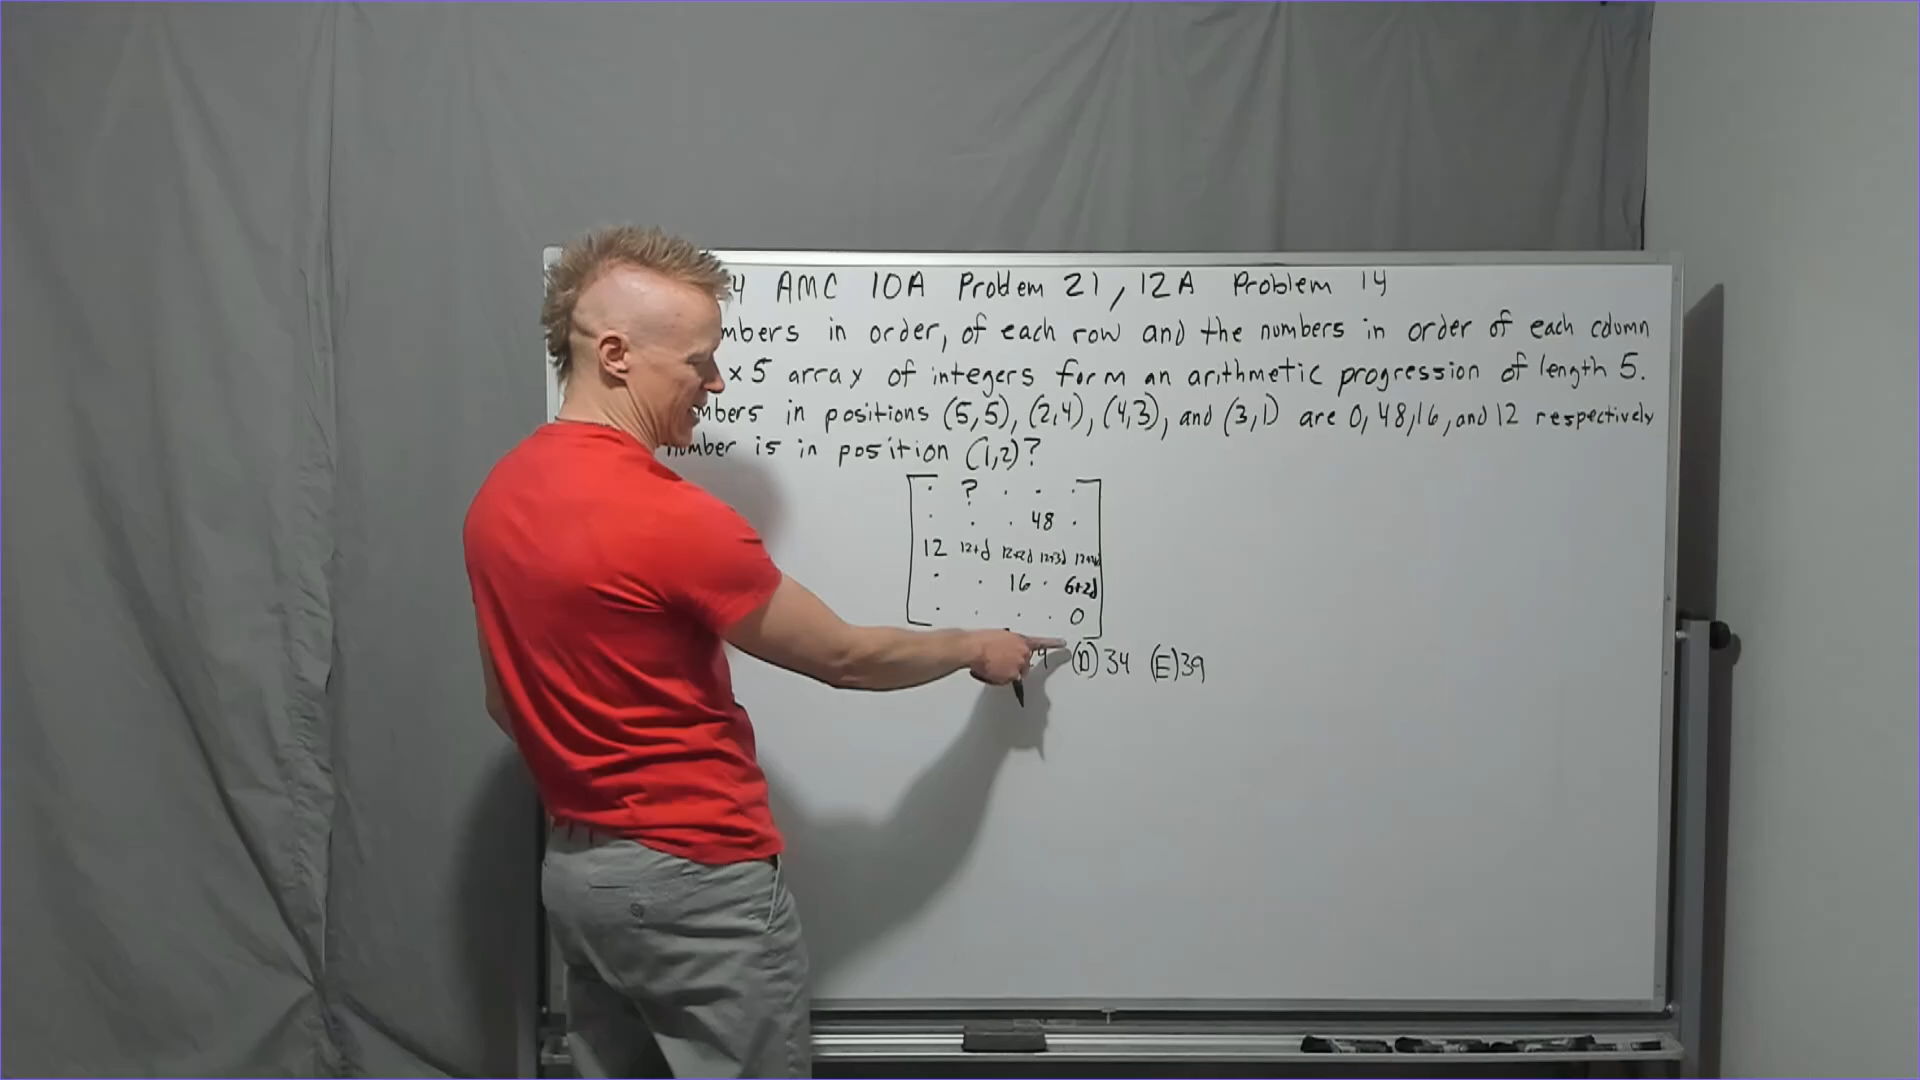 4 AMC 10A Problem 21, 12A Problem 14
mbers in order, of each row and the numbers in order of each column
x 5 array of integers form an arithmetic progression of length 5.
mbers in positions (5,5), (2,4), (4,3), and (3,1) are 0, 48, 16, and 12 respectively
number is in position (1,2)?
. ? . . .
. . . 48 .
12 12+d 12+2d 12+3d 12+4d
. . 16 . 6+2d
. . . . 0
29 (D) 34 (E) 39